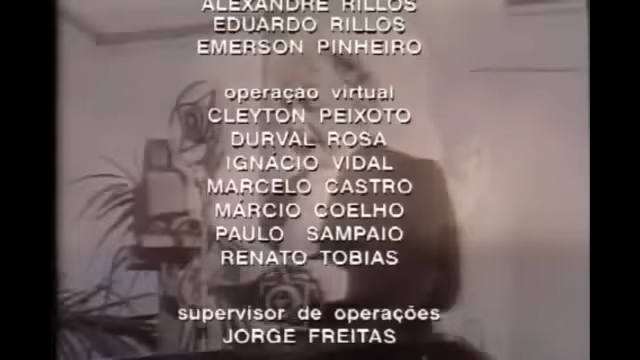 ALEXANDRE RILLOS
EDUARDO RILLOS
EMERSON PINHEIRO
operação virtual
CLEYTON PEIXOTO
DURVAL ROSA
IGNÁCIO VIDAL
MARCELO CASTRO
MÁRCIO COELHO
PAULO SAMPAIO
RENATO TOBIAS
supervisor de operações
JORGE FREITAS